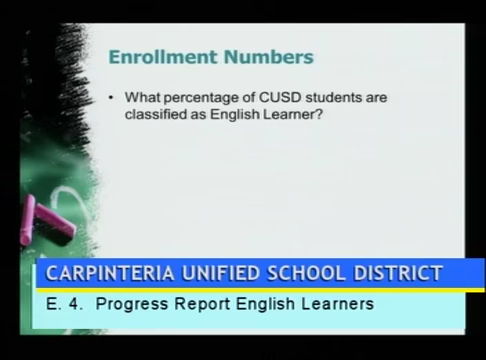 Enrollment Numbers
• What percentage of CUSD students are
classified as English Learner?
CARPINTERIA UNIFIED SCHOOL DISTRICT
E. 4. Progress Report English Learners